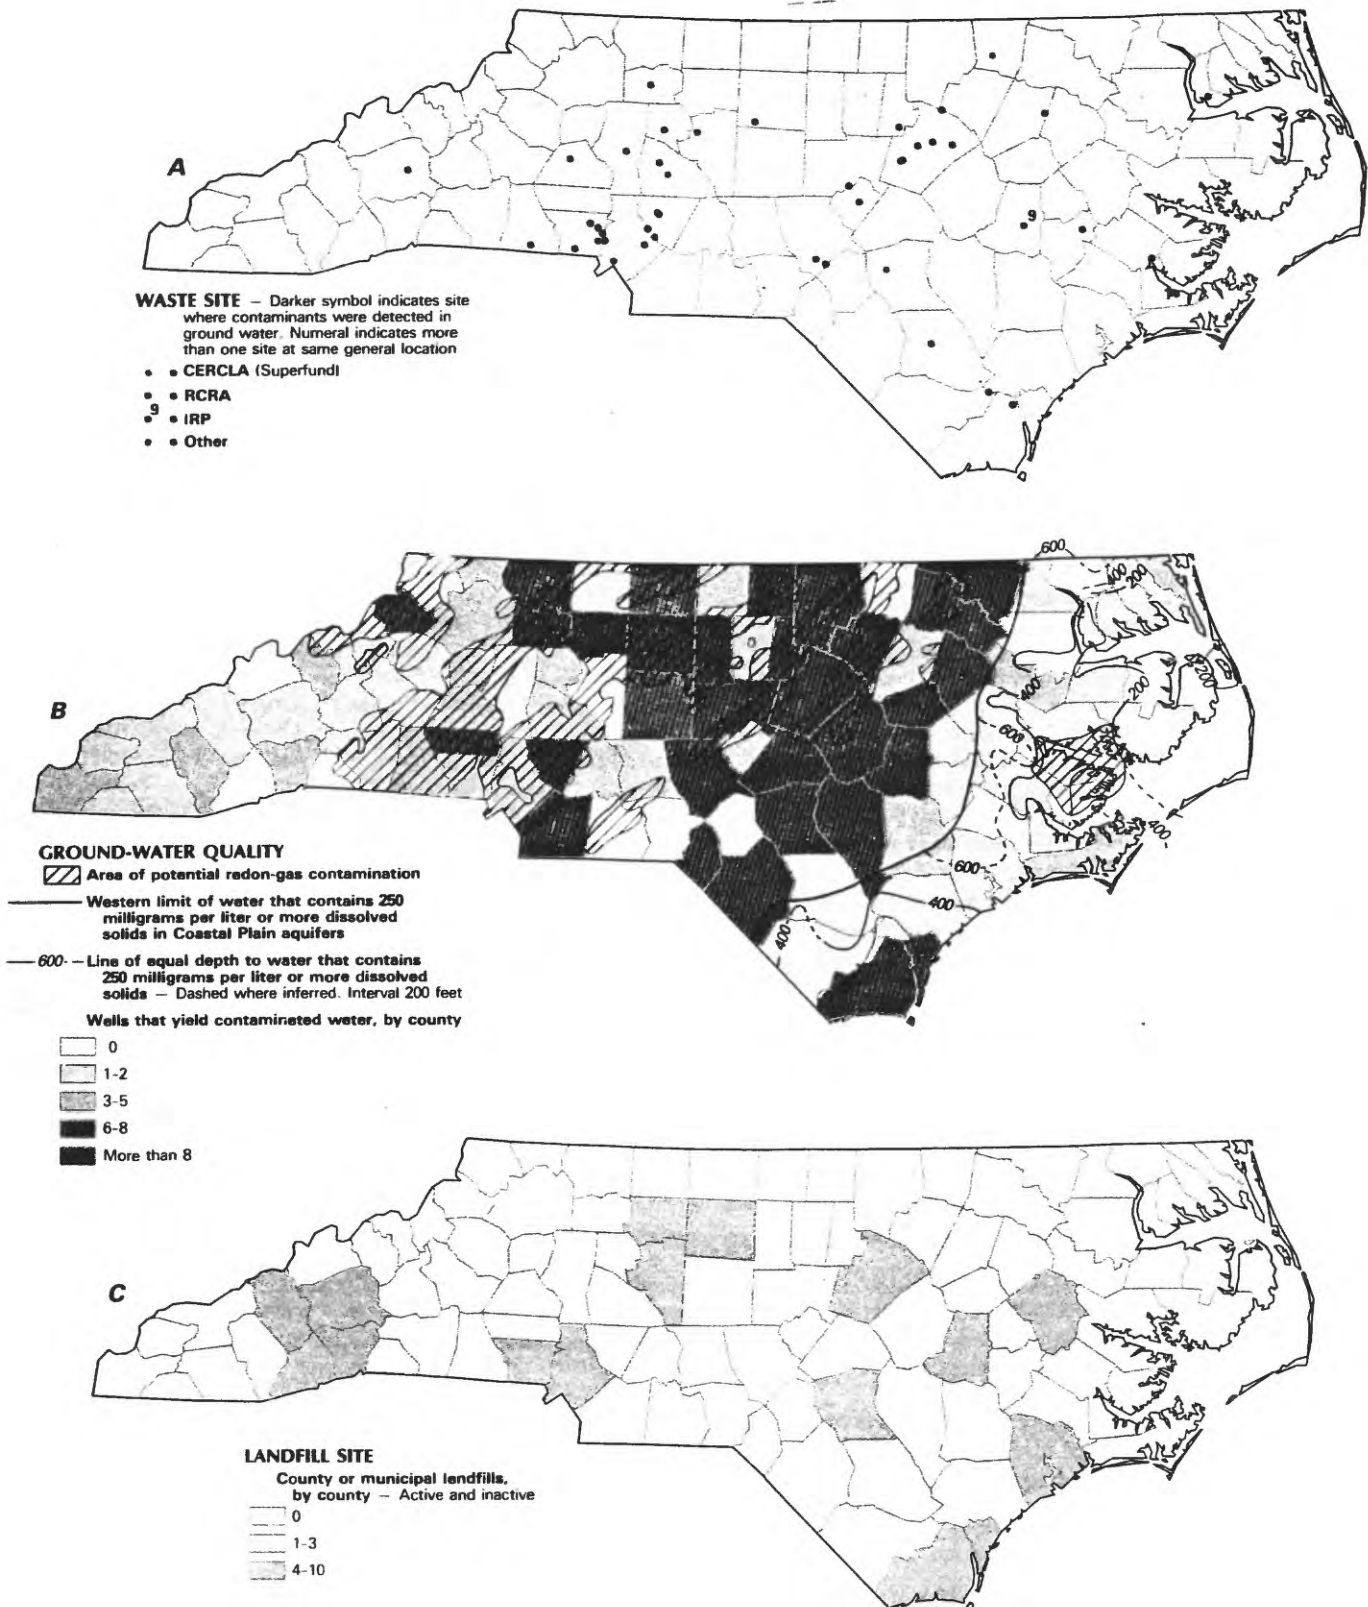 A
9
WASTE SITE – Darker symbol indicates site
where contaminants were detected in
ground water. Numeral indicates more
than one site at same general location
CERCLA (Superfund)
RCRA
9
IRP
Other
B
600
400
200
400
200
200
600
400
600
400
400
GROUND-WATER QUALITY
Area of potential radon-gas contamination
Western limit of water that contains 250
milligrams per liter or more dissolved
solids in Coastal Plain aquifers
—600-– Line of equal depth to water that contains
250 milligrams per liter or more dissolved
solids – Dashed where inferred. Interval 200 feet
Wells that yield contaminated water, by county
0
1-2
3-5
6-8
More than 8
C
LANDFILL SITE
County or municipal landfills,
by county – Active and inactive
0
1-3
4-10